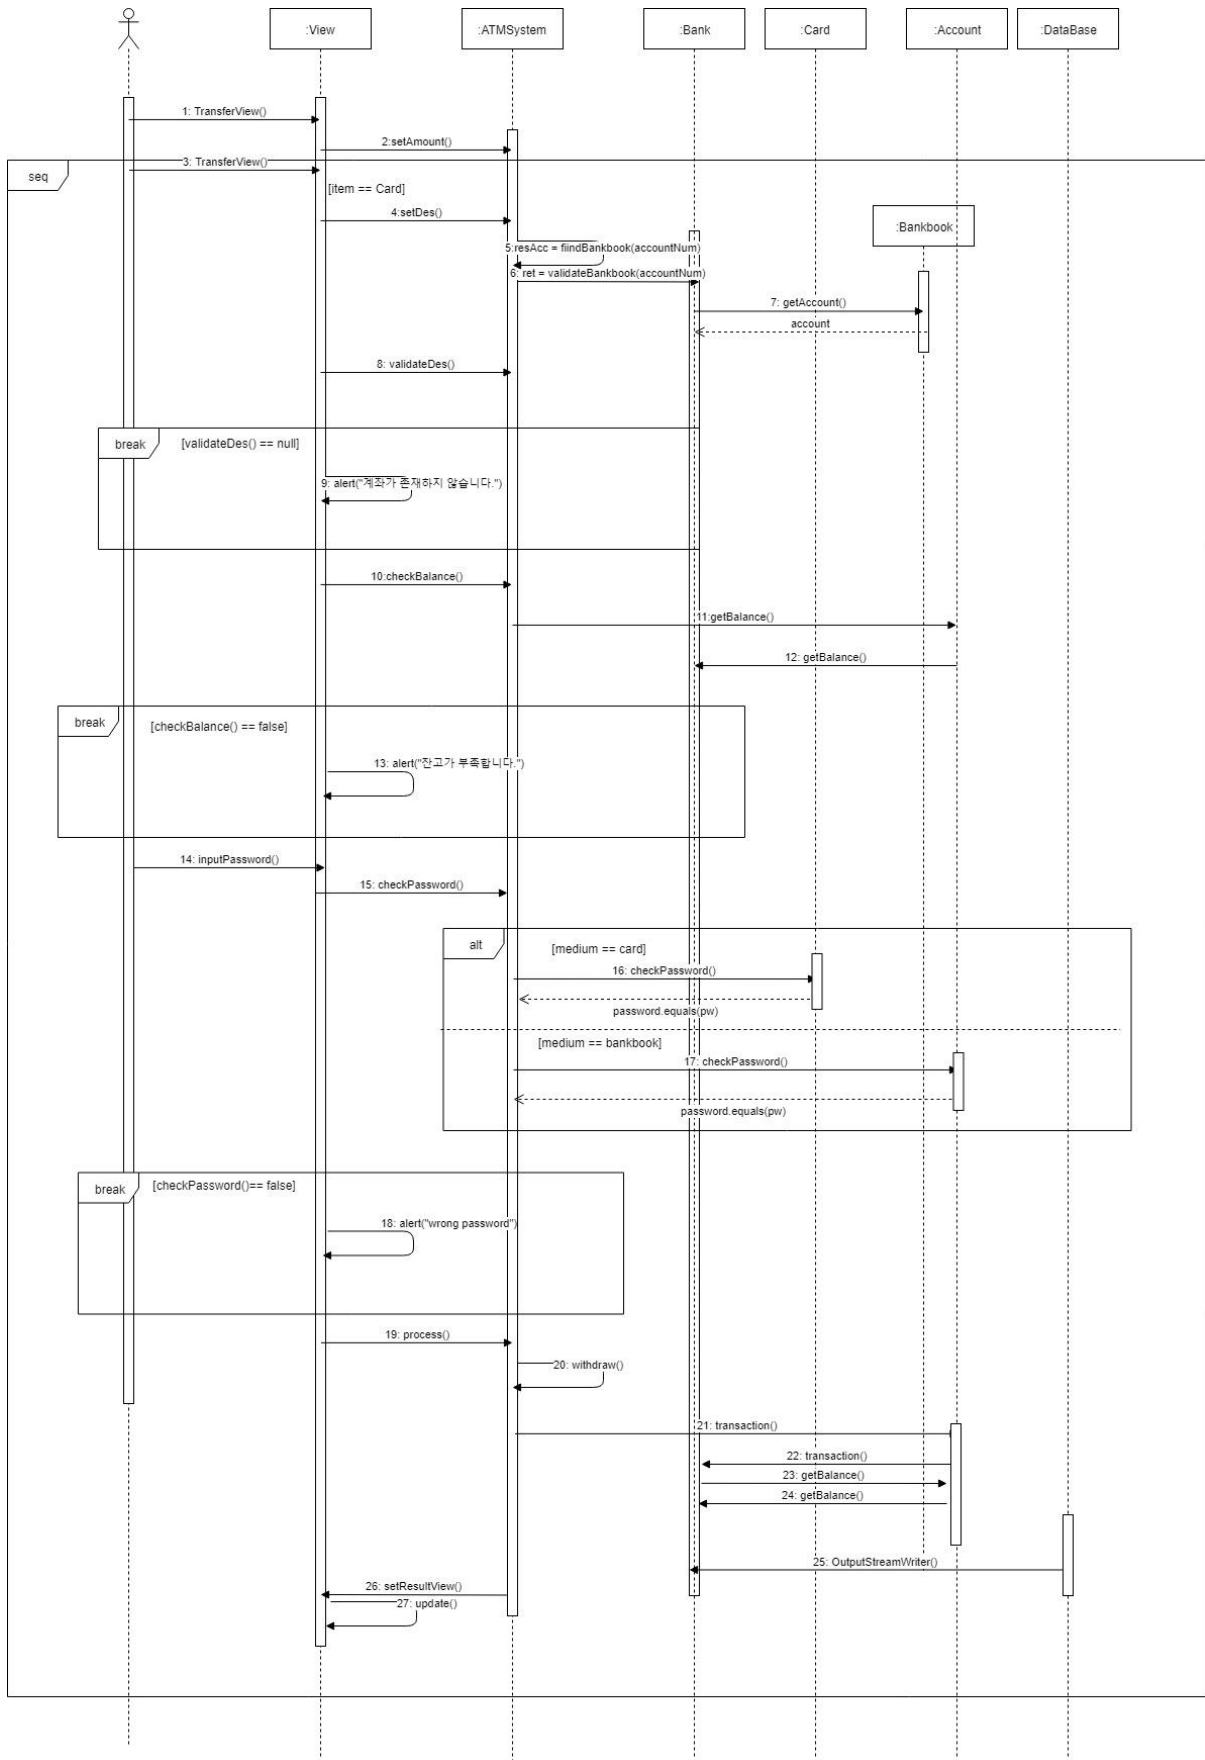 :View
:ATMSystem
:Bank
:Card
:Account
:DataBase
1: TransferView()
2:setAmount()
3: TransferView()
seq
[item == Card]
4:setDes()
:Bankbook
5:resAcc = fiindBankbook(accountNum)
6: ret = validateBankbook(accountNum)
7: getAccount()
account
8: validateDes()
break
[validateDes() == null]
9: alert("계좌가 존재하지 않습니다.")
10:checkBalance()
11:getBalance()
12: getBalance()
break
[checkBalance() == false]
13: alert("잔고가 부족합니다.")
14: inputPassword()
15: checkPassword()
alt
[medium == card]
16: checkPassword()
password.equals(pw)
[medium == bankbook]
17: checkPassword()
password.equals(pw)
break
[checkPassword()== false]
18: alert("wrong password")
19: process()
20: withdraw()
21: transaction()
22: transaction()
23: getBalance()
24: getBalance()
25: OutputStreamWriter()
26: setResultView()
27: update()